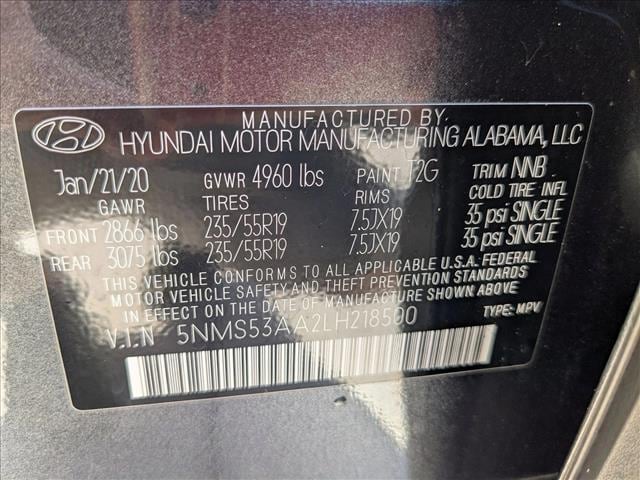 MANUFACTURED BY
HYUNDAI MOTOR MANUFACTURING ALABAMA, LLC
Jan/21/20 GVWR 4960 lbs PAINT T2G TRIM NNB
GAWR TIRES RIMS COLD TIRE INFL
FRONT 2866 lbs 235/55R19 7.5JX19 35 psi SINGLE
REAR 3075 lbs 235/55R19 7.5JX19 35 psi SINGLE
THIS VEHICLE CONFORMS TO ALL APPLICABLE U.S.A. FEDERAL
MOTOR VEHICLE SAFETY AND THEFT PREVENTION STANDARDS
IN EFFECT ON THE DATE OF MANUFACTURE SHOWN ABOVE.
V.I.N 5NMS53AA2LH218500 TYPE: MPV